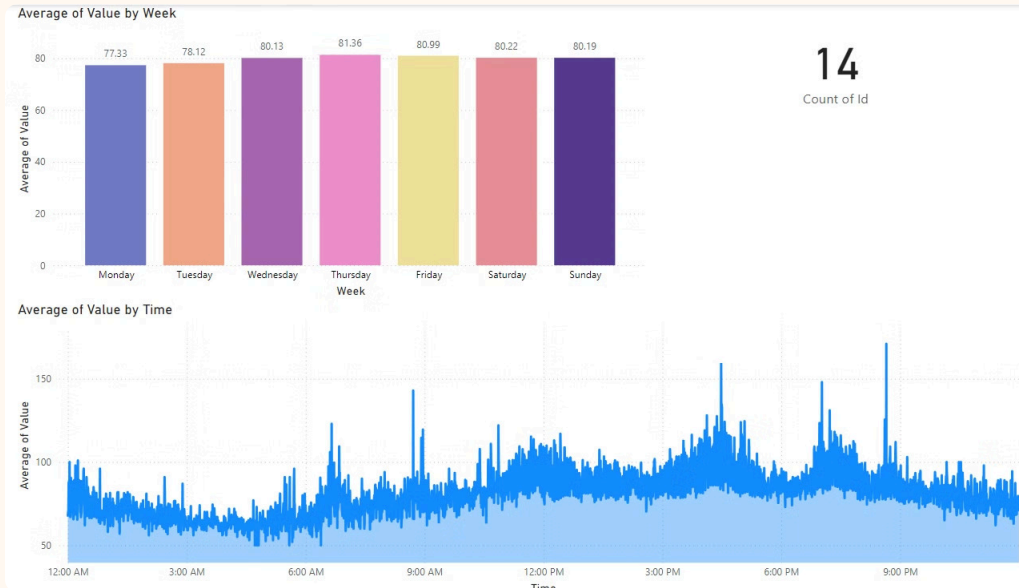 Average of Value by Week
77.33 78.12 80.13 81.36 80.99 80.22 80.19
80
60
40
20
0
Average of Value
Monday Tuesday Wednesday Thursday Friday Saturday Sunday
Week
14
Count of Id
Average of Value by Time
150
100
50
Average of Value
12:00 AM 3:00 AM 6:00 AM 9:00 AM 12:00 PM 3:00 PM 6:00 PM 9:00 PM
Time